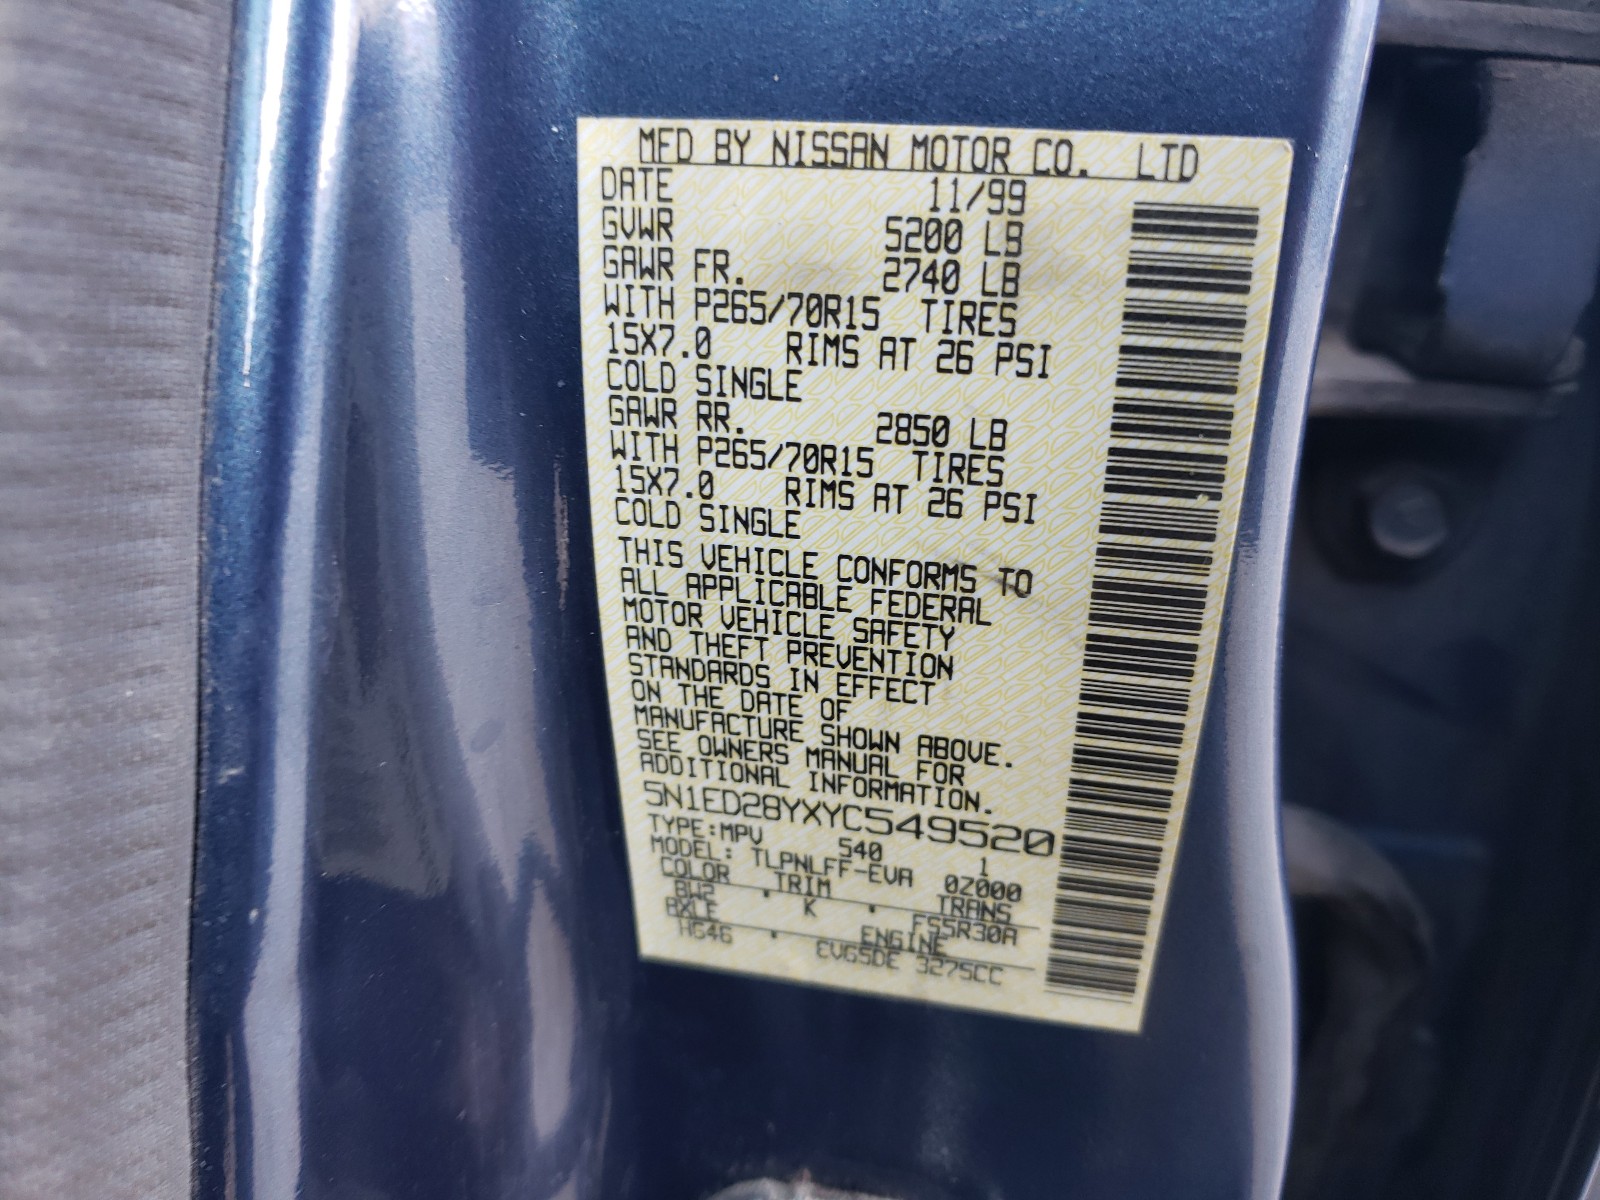 MFD BY NISSAN MOTOR CO. LTD
DATE 11/99
GVWR 5200 LB
GAWR FR. 2740 LB
WITH P265/70R15 TIRES
15X7.0 RIMS AT 26 PSI
COLD SINGLE
GAWR RR. 2850 LB
WITH P265/70R15 TIRES
15X7.0 RIMS AT 26 PSI
COLD SINGLE
THIS VEHICLE CONFORMS TO
ALL APPLICABLE FEDERAL
MOTOR VEHICLE SAFETY
AND THEFT PREVENTION
STANDARDS IN EFFECT
ON THE DATE OF
MANUFACTURE SHOWN ABOVE.
SEE OWNERS MANUAL FOR
ADDITIONAL INFORMATION.
5N1ED28YXYC549520
TYPE:MPV 540 1
MODEL: TLPNLFF-EVA 0Z000
COLOR TRIM TRANS
BW2 . K . FS5R30A
AXLE ENGINE
HG46 . EVG5DE 3275CC